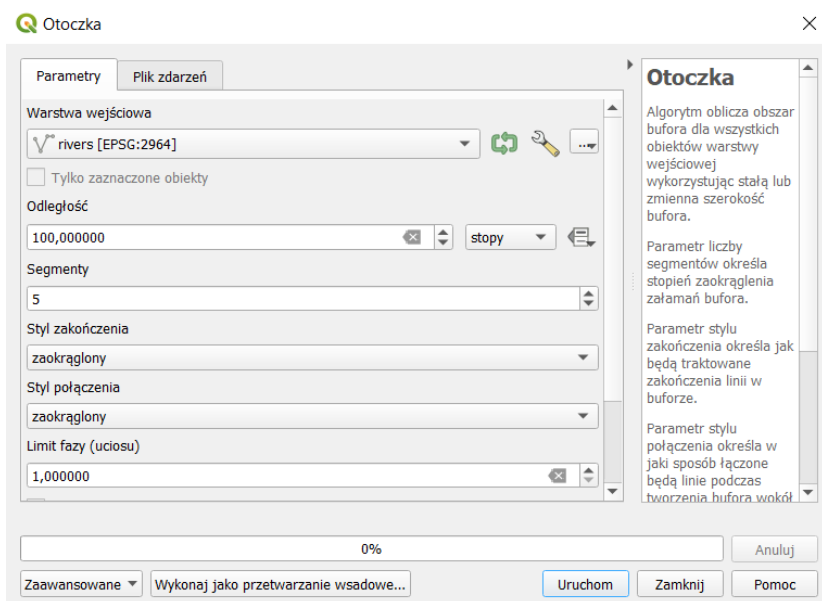 Otoczka
Parametry
Plik zdarzeń
Warstwa wejściowa
rivers [EPSG:2964]
...
Tylko zaznaczone obiekty
Odległość
100,000000
stopy
Segmenty
5
Styl zakończenia
zaokrąglony
Styl połączenia
zaokrąglony
Limit fazy (uciosu)
1,000000
Otoczka
Algorytm oblicza obszar
bufora dla wszystkich
obiektów warstwy
wejściowej
wykorzystując stałą lub
zmienna szerokość
bufora.
Parametr liczby
segmentów określa
stopień zaokrąglenia
załamań bufora.
Parametr stylu
zakończenia określa jak
będą traktowane
zakończenia linii w
buforze.
Parametr stylu
połączenia określa w
jaki sposób łączone
będą linie podczas
tworzenia bufora wokół
0%
Anuluj
Zaawansowane
Wykonaj jako przetwarzanie wsadowe...
Uruchom
Zamknij
Pomoc